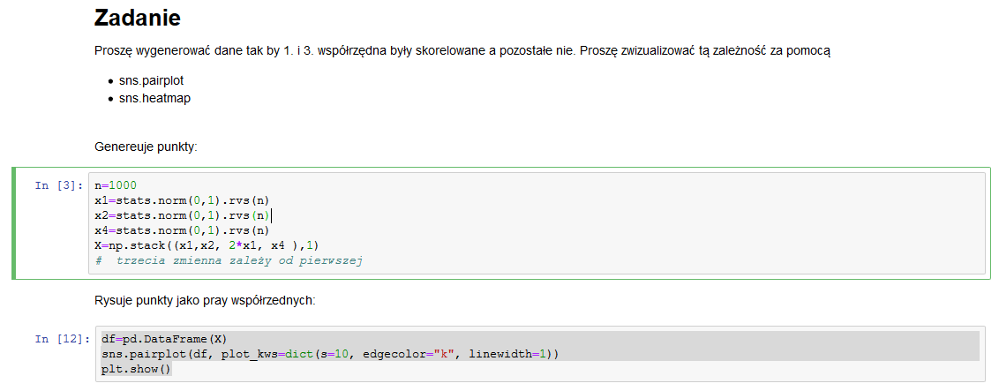 Zadanie
Proszę wygenerować dane tak by 1. i 3. współrzędna były skorelowane a pozostałe nie. Proszę zwizualizować tą zależność za pomocą
• sns.pairplot
• sns.heatmap
Genereuje punkty:
In [3]: n=1000
x1=stats.norm(0,1).rvs(n)
x2=stats.norm(0,1).rvs(n)
x4=stats.norm(0,1).rvs(n)
X=np.stack((x1,x2, 2*x1, x4 ),1)
#  trzecia zmienna zależy od pierwszej
Rysuje punkty jako pray współrzednych:
In [12]: df=pd.DataFrame(X)
sns.pairplot(df, plot_kws=dict(s=10, edgecolor="k", linewidth=1))
plt.show()